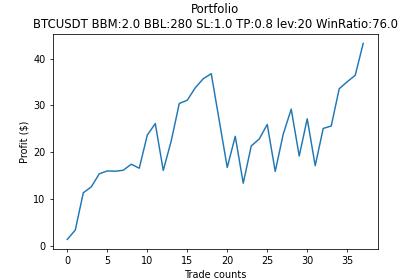 Portfolio
BTCUSDT BBM:2.0 BBL:280 SL:1.0 TP:0.8 lev:20 WinRatio:76.0
Profit ($)
40
30
20
10
0
0 5 10 15 20 25 30 35
Trade counts